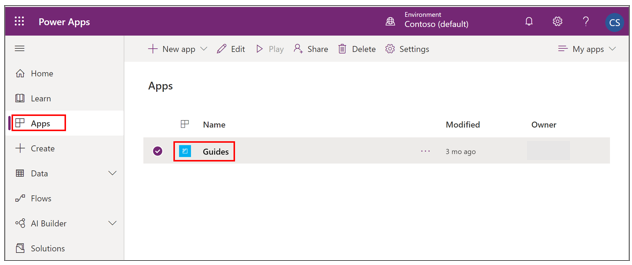 Power Apps
Environment
Contoso (default)
?
CS
New app
Edit
Play
Share
Delete
Settings
My apps
Home
Learn
Apps
Create
Data
Flows
AI Builder
Solutions
Apps
Name
Modified
Owner
Guides
...
3 mo ago